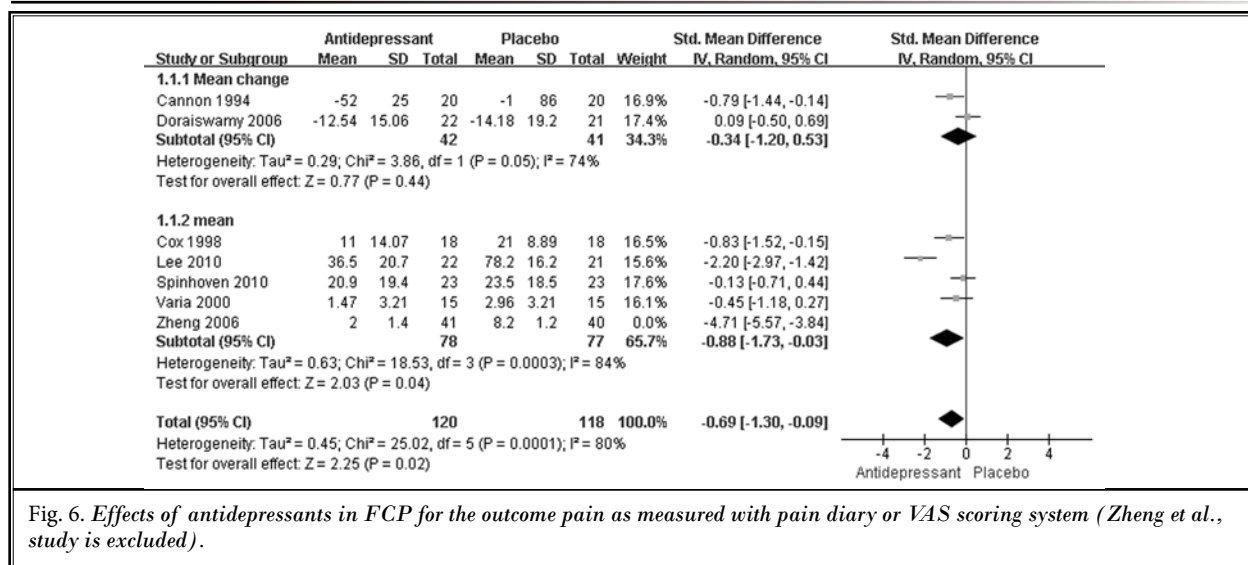 Antidepressant Placebo Std. Mean Difference Std. Mean Difference
Study or Subgroup Mean SD Total Mean SD Total Weight IV, Random, 95% CI IV, Random, 95% CI
1.1.1 Mean change
Cannon 1994 -52 25 20 -1 86 20 16.9% -0.79 [-1.44, -0.14]
Doraiswamy 2006 -12.54 15.06 22 -14.18 19.2 21 17.4% 0.09 [-0.50, 0.69]
Subtotal (95% CI) 42 41 34.3% -0.34 [-1.20, 0.53]
Heterogeneity: Tau² = 0.29; Chi² = 3.86, df = 1 (P = 0.05); I² = 74%
Test for overall effect: Z = 0.77 (P = 0.44)
1.1.2 mean
Cox 1998 11 14.07 18 21 8.89 18 16.5% -0.83 [-1.52, -0.15]
Lee 2010 36.5 20.7 22 78.2 16.2 21 15.6% -2.20 [-2.97, -1.42]
Spinhoven 2010 20.9 19.4 23 23.5 18.5 23 17.6% -0.13 [-0.71, 0.44]
Varia 2000 1.47 3.21 15 2.96 3.21 15 16.1% -0.45 [-1.18, 0.27]
Zheng 2006 2 1.4 41 8.2 1.2 40 0.0% -4.71 [-5.57, -3.84]
Subtotal (95% CI) 78 77 65.7% -0.88 [-1.73, -0.03]
Heterogeneity: Tau² = 0.63; Chi² = 18.53, df = 3 (P = 0.0003); I² = 84%
Test for overall effect: Z = 2.03 (P = 0.04)
Total (95% CI) 120 118 100.0% -0.69 [-1.30, -0.09]
Heterogeneity: Tau² = 0.45; Chi² = 25.02, df = 5 (P = 0.0001); I² = 80%
Test for overall effect: Z = 2.25 (P = 0.02)
-4 -2 0 2 4
Antidepressant Placebo
Fig. 6. Effects of antidepressants in FCP for the outcome pain as measured with pain diary or VAS scoring system (Zheng et al.,
study is excluded).